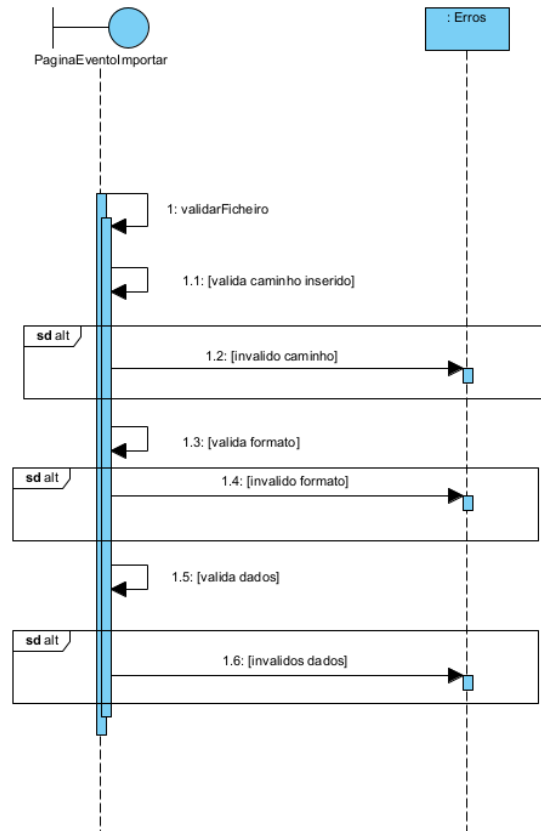 : Erros
PaginaEventoImportar
1: validarFicheiro
1.1: [valida caminho inserido]
sd alt
1.2: [invalido caminho]
1.3: [valida formato]
sd alt
1.4: [invalido formato]
1.5: [valida dados]
sd alt
1.6: [invalidos dados]